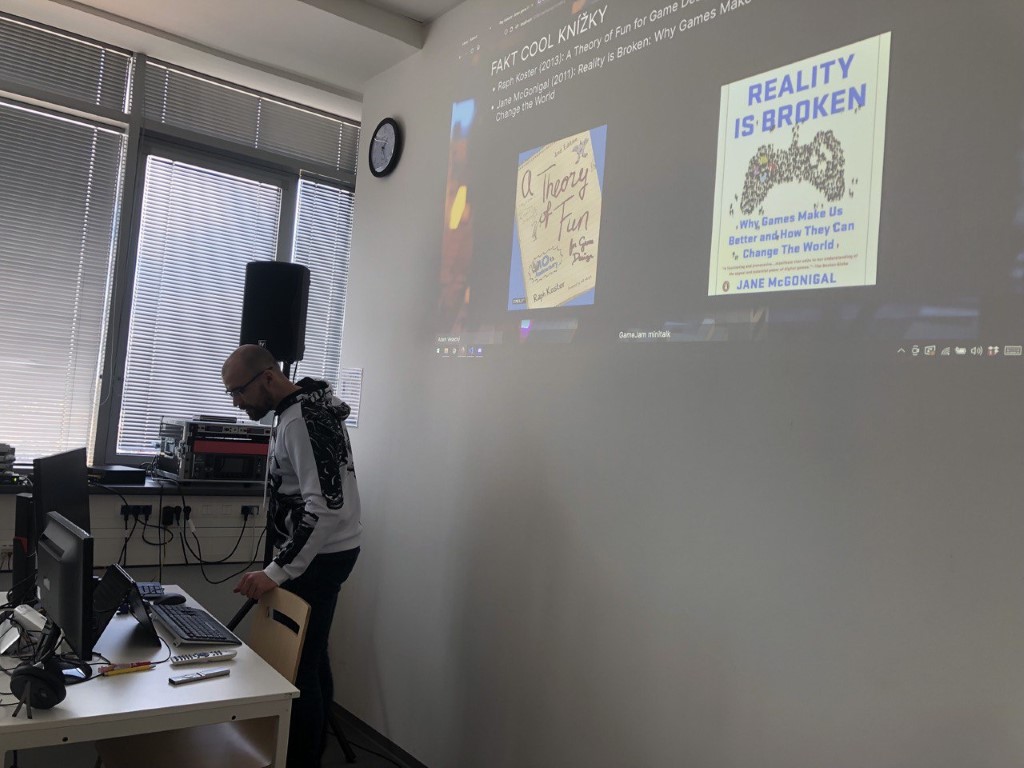 FAKT COOL KNÍŽKY
• Raph Koster (2013): A Theory of Fun for Game
• Jane McGonigal (2011): Reality Is Broken: Why Games Make
Change the World
A Theory
of Fun
for Game
Design
Raph Koster
REALITY
IS BROKEN
Why Games Make Us
Better and How They Can
Change The World
JANE McGONIGAL
GameJam minitalk